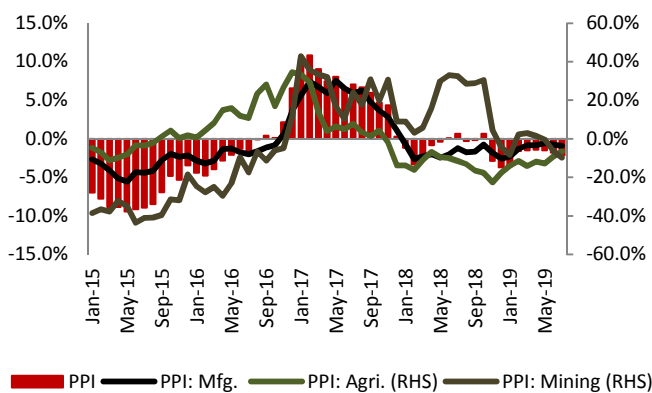 15.0%
10.0%
5.0%
0.0%
-5.0%
-10.0%
-15.0%
60.0%
40.0%
20.0%
0.0%
-20.0%
-40.0%
-60.0%
Jan-15
May-15
Sep-15
Jan-16
May-16
Sep-16
Jan-17
May-17
Sep-17
Jan-18
May-18
Sep-18
Jan-19
May-19
PPI
PPI: Mfg.
PPI: Agri. (RHS)
PPI: Mining (RHS)